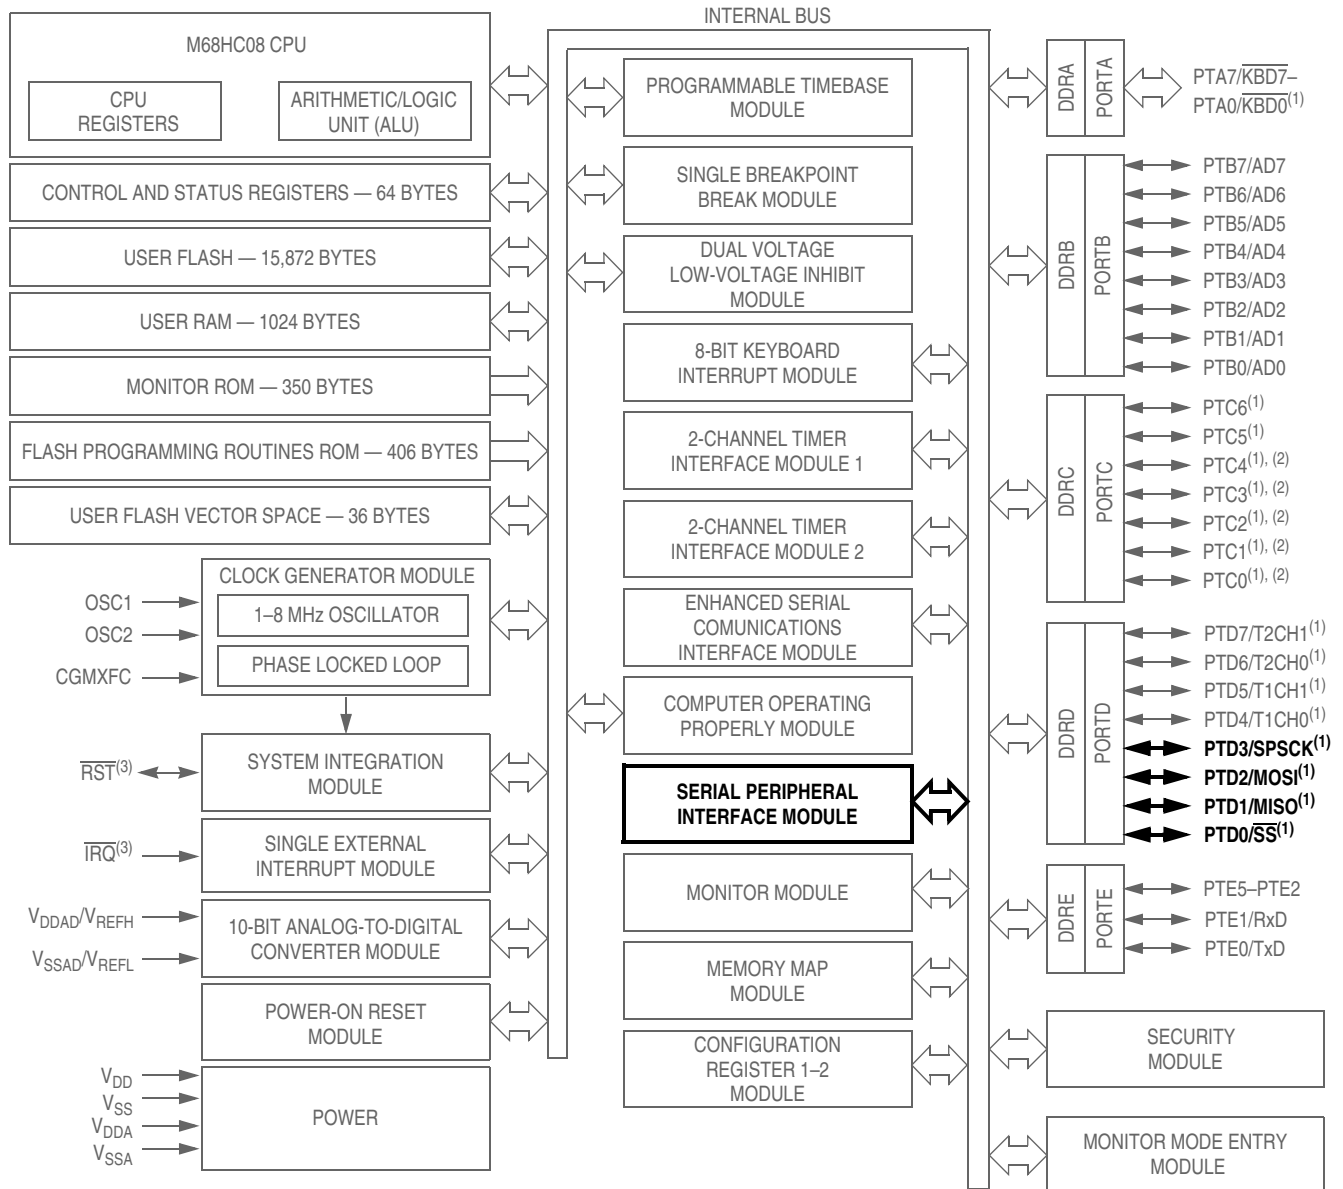 INTERNAL BUS
M68HC08 CPU
CPU
REGISTERS
ARITHMETIC/LOGIC
UNIT (ALU)
CONTROL AND STATUS REGISTERS — 64 BYTES
USER FLASH — 15,872 BYTES
USER RAM — 1024 BYTES
MONITOR ROM — 350 BYTES
FLASH PROGRAMMING ROUTINES ROM — 406 BYTES
USER FLASH VECTOR SPACE — 36 BYTES
CLOCK GENERATOR MODULE
1–8 MHz OSCILLATOR
PHASE LOCKED LOOP
OSC1
OSC2
CGMXFC
SYSTEM INTEGRATION
MODULE
RST(3)
SINGLE EXTERNAL
INTERRUPT MODULE
IRQ(3)
10-BIT ANALOG-TO-DIGITAL
CONVERTER MODULE
VDDAD/VREFH
VSSAD/VREFL
POWER-ON RESET
MODULE
POWER
VDD
VSS
VDDA
VSSA
PROGRAMMABLE TIMEBASE
MODULE
SINGLE BREAKPOINT
BREAK MODULE
DUAL VOLTAGE
LOW-VOLTAGE INHIBIT
MODULE
8-BIT KEYBOARD
INTERRUPT MODULE
2-CHANNEL TIMER
INTERFACE MODULE 1
2-CHANNEL TIMER
INTERFACE MODULE 2
ENHANCED SERIAL
COMUNICATIONS
INTERFACE MODULE
COMPUTER OPERATING
PROPERLY MODULE
SERIAL PERIPHERAL
INTERFACE MODULE
MONITOR MODULE
MEMORY MAP
MODULE
CONFIGURATION
REGISTER 1–2
MODULE
DDRA
PORTA
PTA7/KBD7–
PTA0/KBD0(1)
DDRB
PORTB
PTB7/AD7
PTB6/AD6
PTB5/AD5
PTB4/AD4
PTB3/AD3
PTB2/AD2
PTB1/AD1
PTB0/AD0
DDRC
PORTC
PTC6(1)
PTC5(1)
PTC4(1), (2)
PTC3(1), (2)
PTC2(1), (2)
PTC1(1), (2)
PTC0(1), (2)
DDRD
PORTD
PTD7/T2CH1(1)
PTD6/T2CH0(1)
PTD5/T1CH1(1)
PTD4/T1CH0(1)
PTD3/SPSCK(1)
PTD2/MOSI(1)
PTD1/MISO(1)
PTD0/SS(1)
DDRE
PORTE
PTE5–PTE2
PTE1/RxD
PTE0/TxD
SECURITY
MODULE
MONITOR MODE ENTRY
MODULE